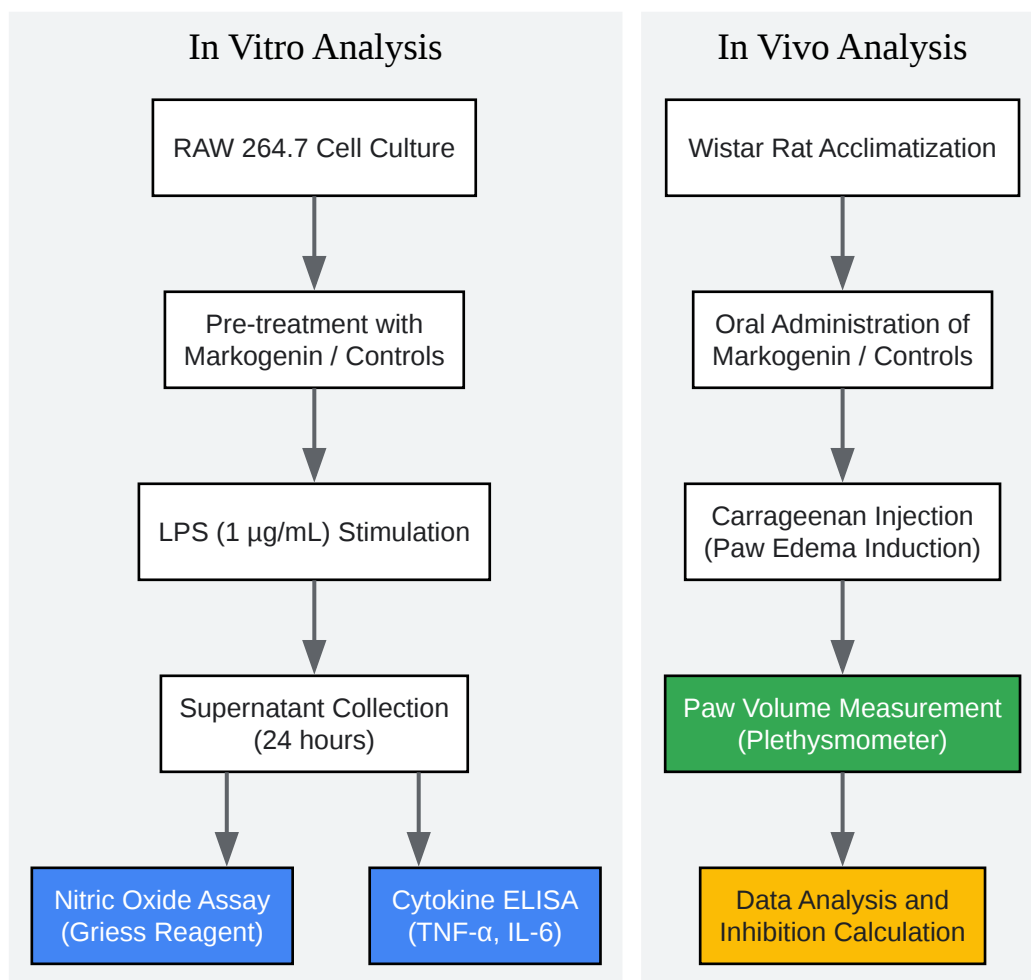 In Vitro Analysis
RAW 264.7 Cell Culture
Pre-treatment with
Markogenin / Controls
LPS (1 µg/mL) Stimulation
Supernatant Collection
(24 hours)
Nitric Oxide Assay
(Griess Reagent)
Cytokine ELISA
(TNF-α, IL-6)
In Vivo Analysis
Wistar Rat Acclimatization
Oral Administration of
Markogenin / Controls
Carrageenan Injection
(Paw Edema Induction)
Paw Volume Measurement
(Plethysmometer)
Data Analysis and
Inhibition Calculation